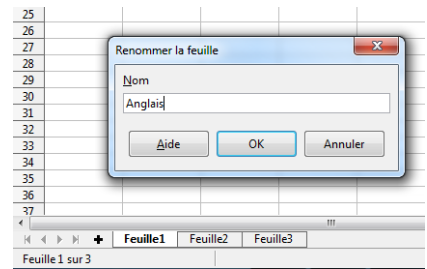 25
26
27
28
29
30
31
32
33
34
35
36
37
Renommer la feuille
Nom
Anglais
Aide OK Annuler
Feuille1 Feuille2 Feuille3
Feuille 1 sur 3